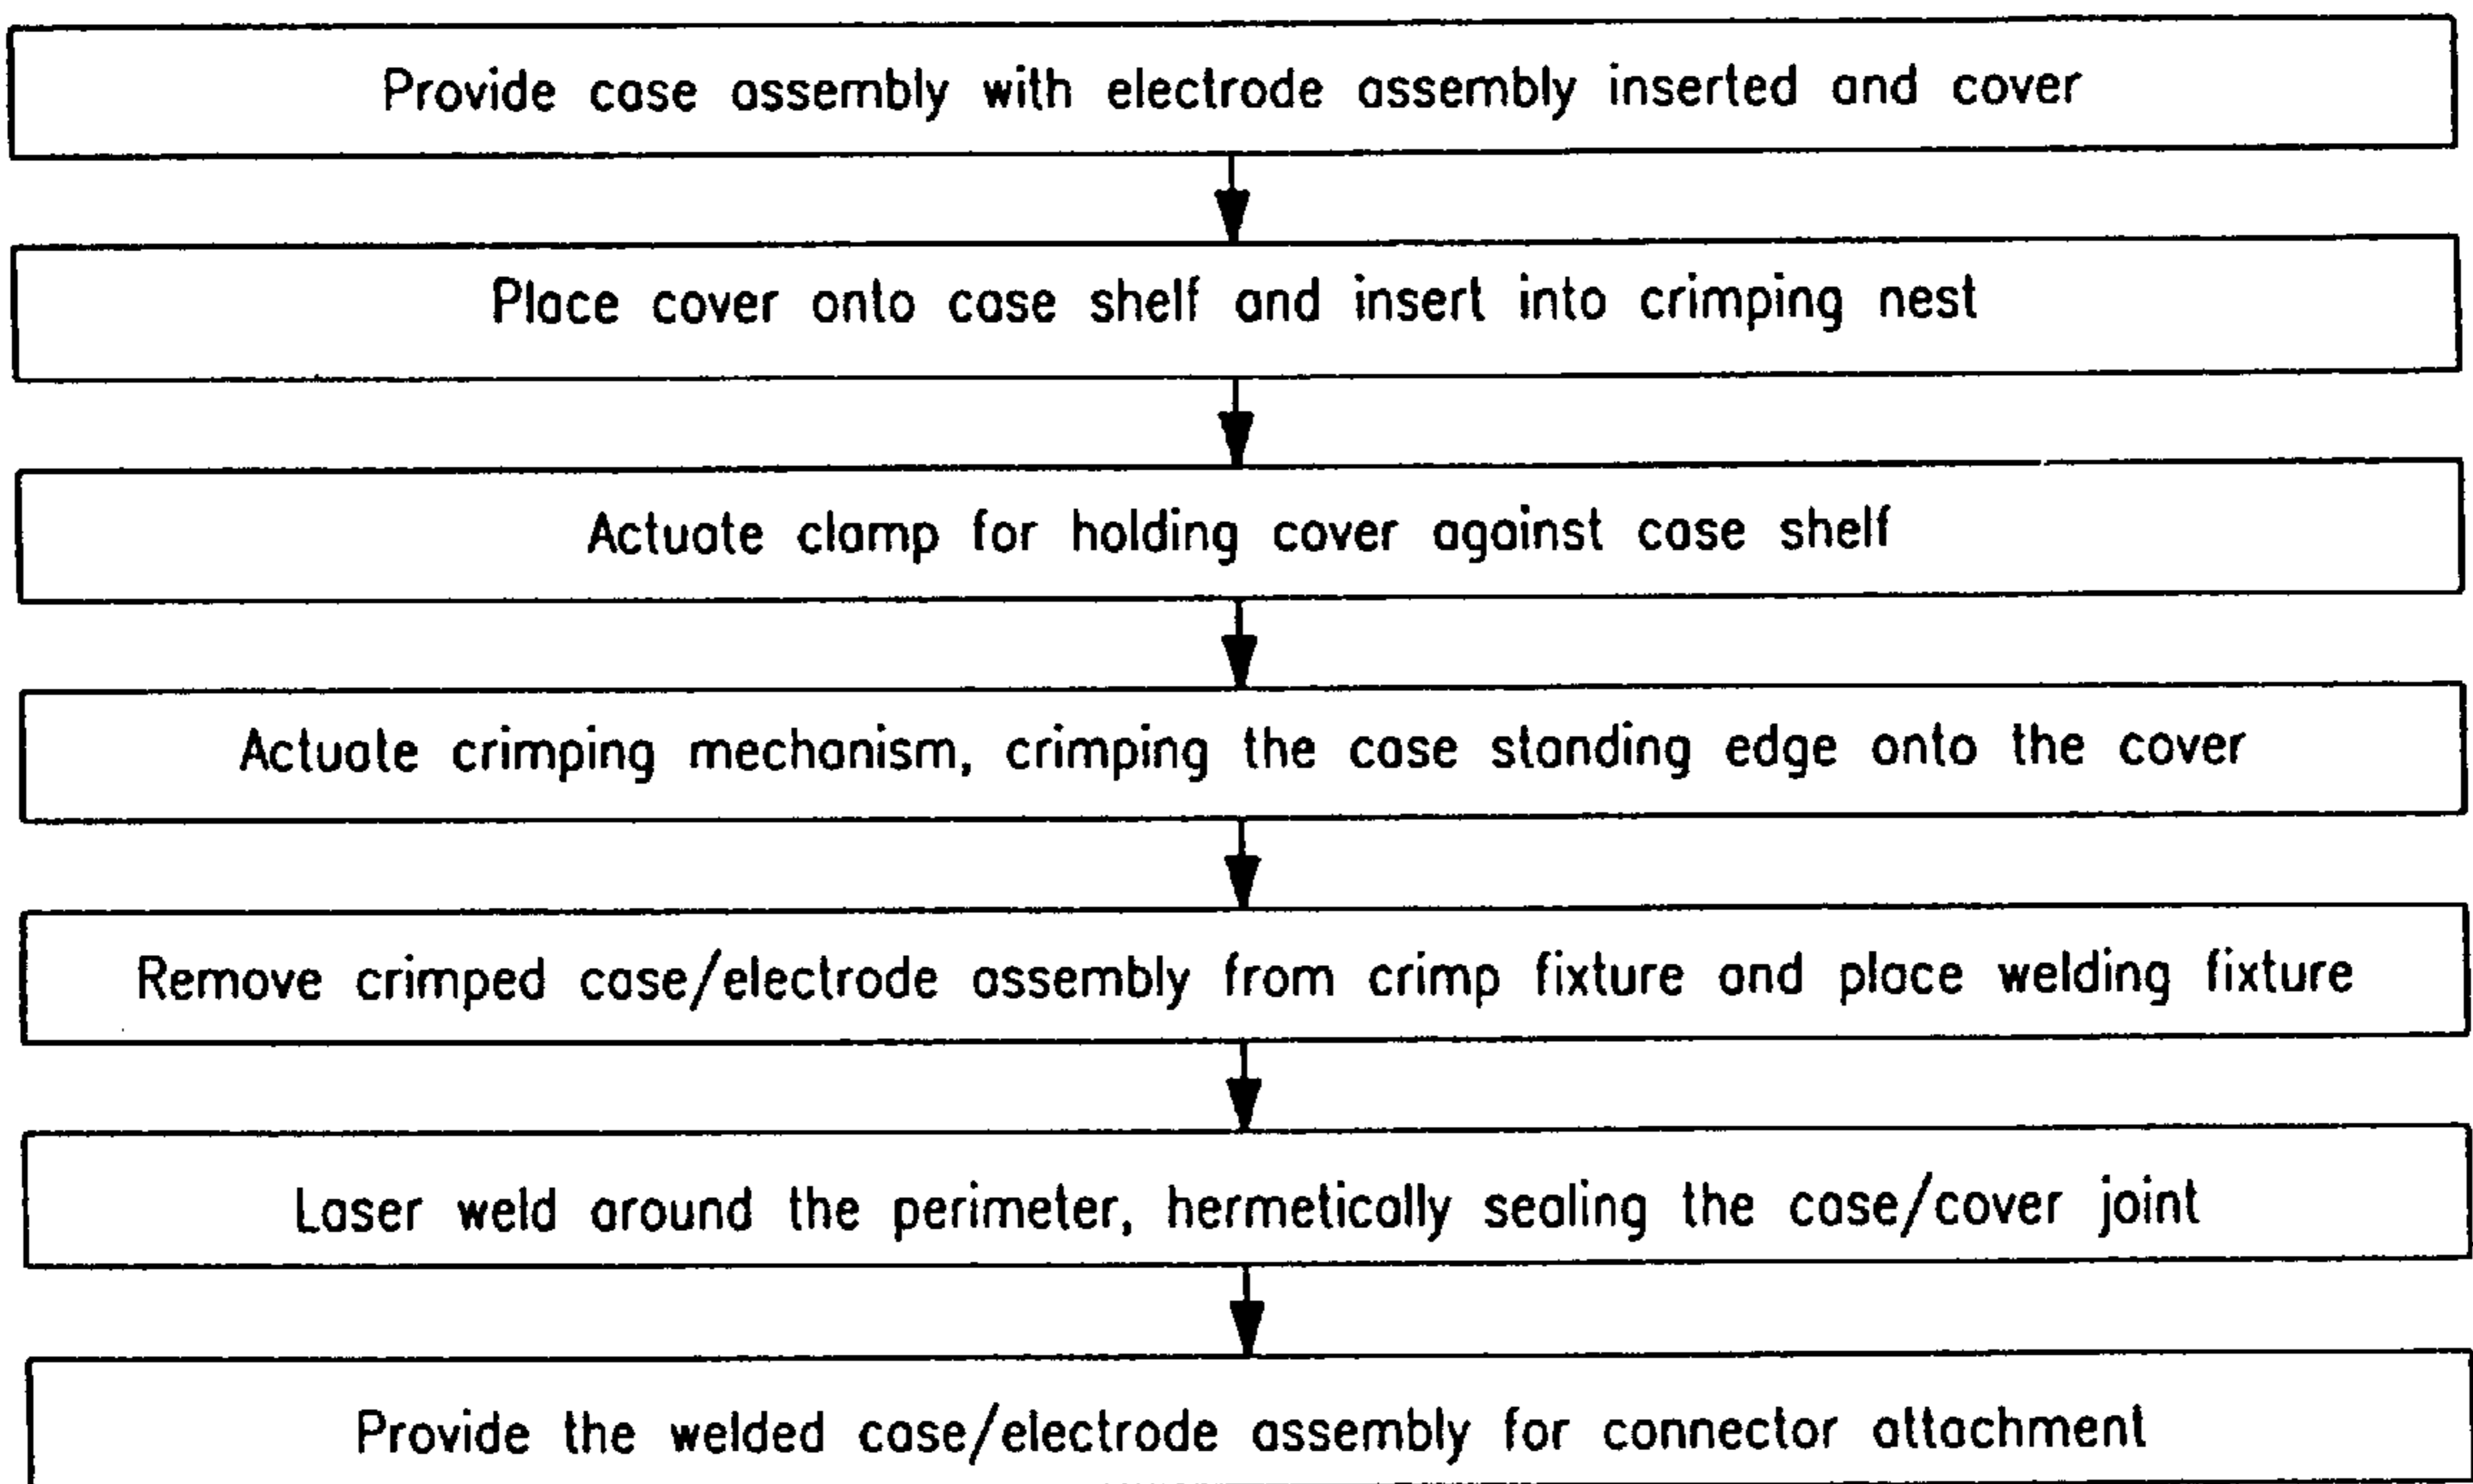 Provide case assembly with electrode assembly inserted and cover
Place cover onto case shelf and insert into crimping nest
Actuate clamp for holding cover against case shelf
Actuate crimping mechanism, crimping the case standing edge onto the cover
Remove crimped case/electrode assembly from crimp fixture and place welding fixture
Laser weld around the perimeter, hermetically sealing the case/cover joint
Provide the welded case/electrode assembly for connector attachment